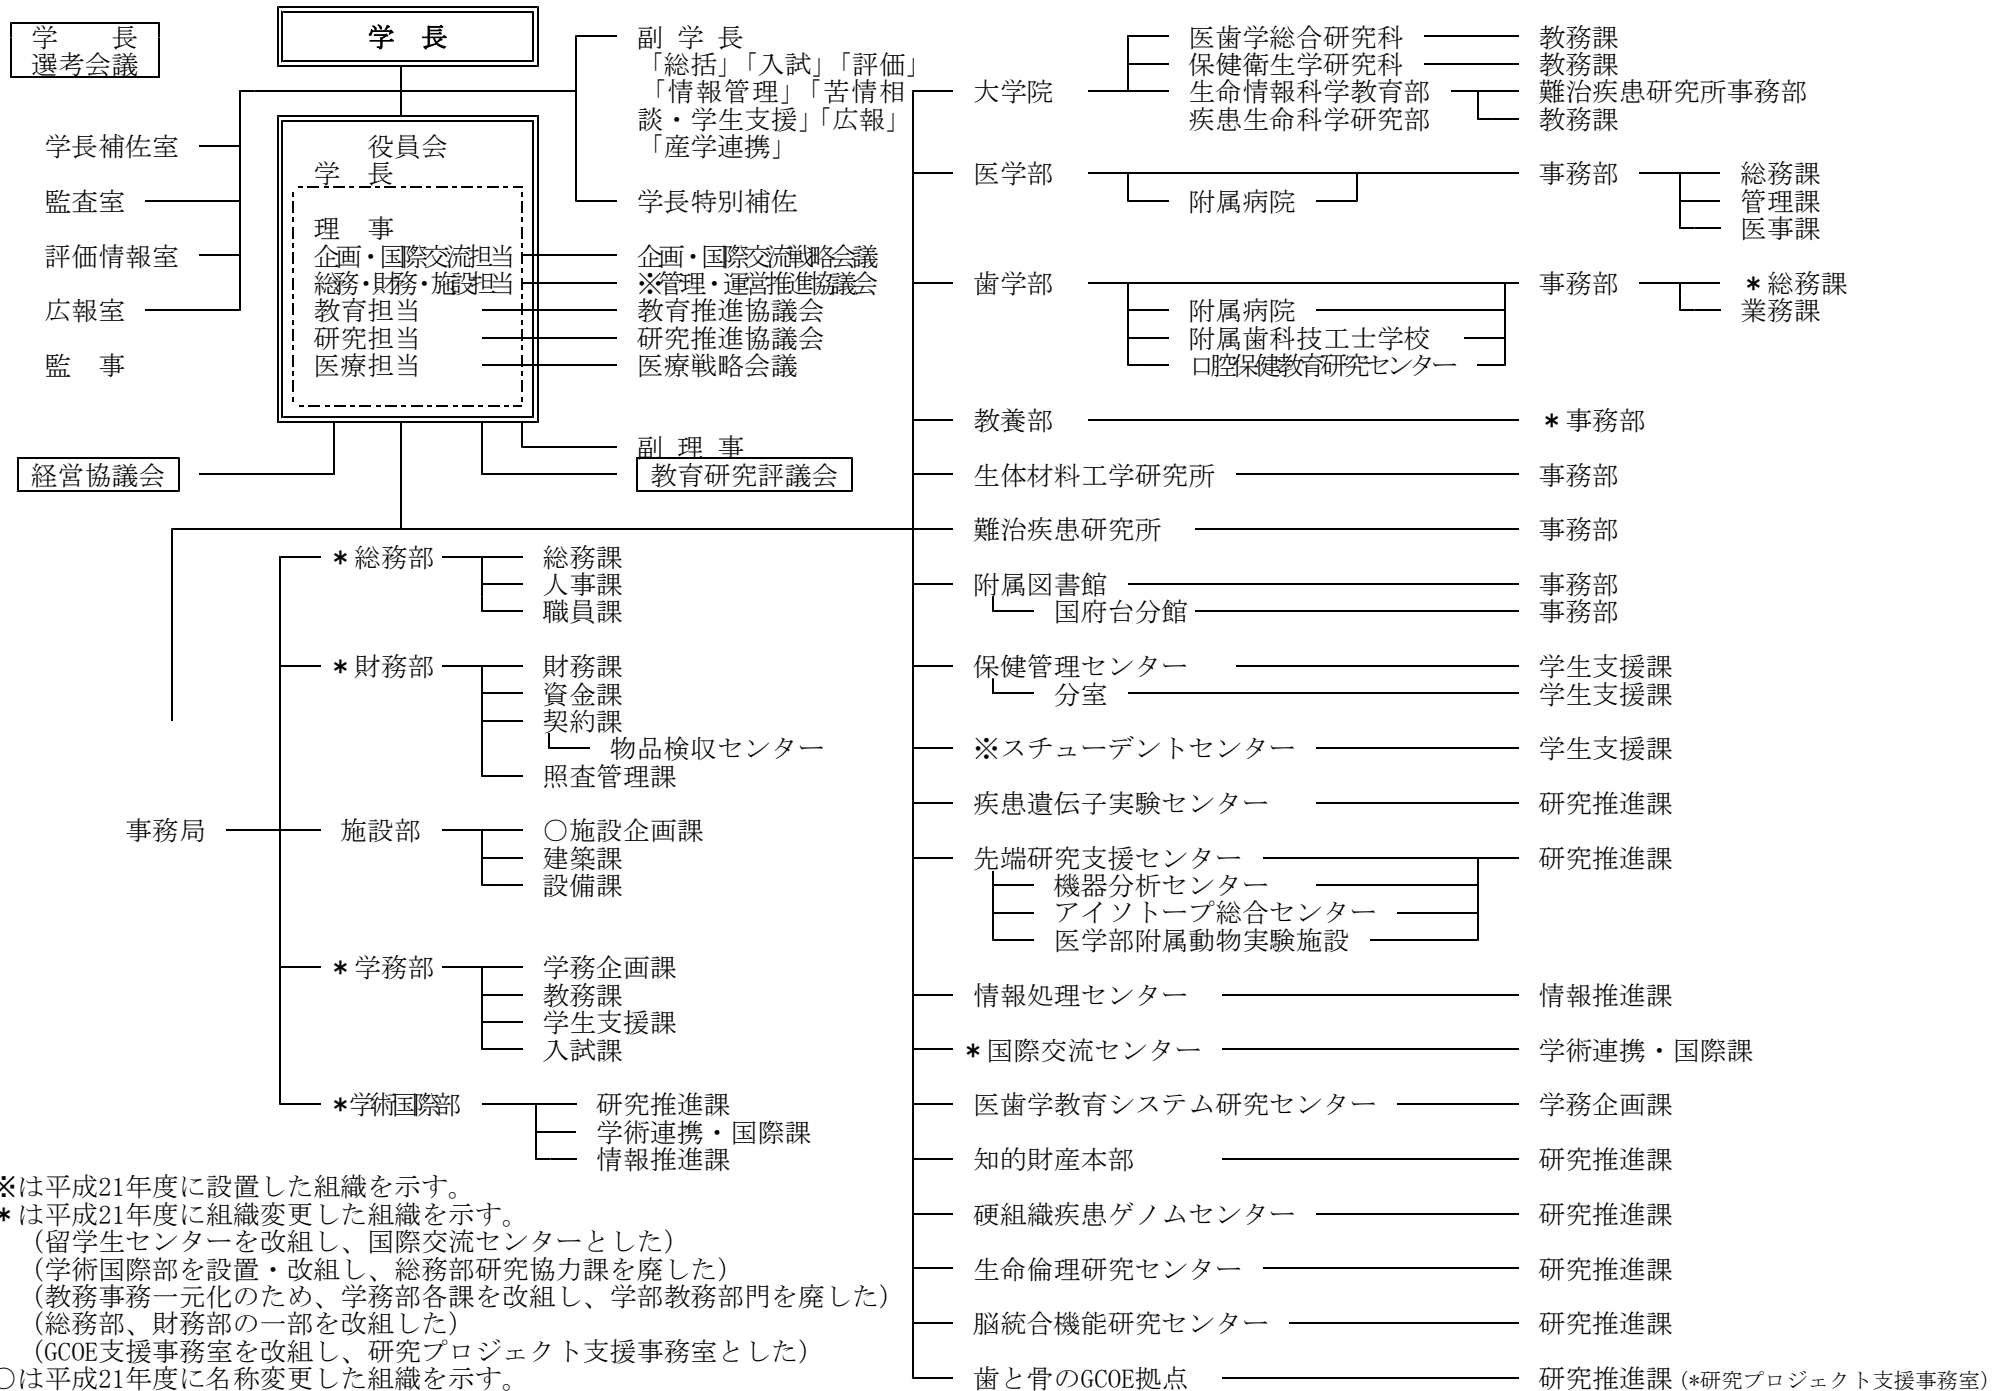 学　　長
選考会議
学　長
学長補佐室
監査室
評価情報室
広報室
監　事
役員会
学　長
理　事
企画・国際交流担当
総務・財務・施設担当
教育担当
研究担当
医療担当
副 学 長
「総括」「入試」「評価」
「情報管理」「苦情相
談・学生支援」「広報」
「産学連携」
学長特別補佐
企画・国際交流戦略会議
※管理・運営推進協議会
教育推進協議会
研究推進協議会
医療戦略会議
副 理 事
経営協議会
教育研究評議会
事務局
*総務部
総務課
人事課
職員課
*財務部
財務課
資金課
契約課
物品検収センター
照査管理課
施設部
○施設企画課
建築課
設備課
*学務部
学務企画課
教務課
学生支援課
入試課
*学術国際部
研究推進課
学術連携・国際課
情報推進課
大学院
医歯学総合研究科
教務課
保健衛生学研究科
教務課
生命情報科学教育部
難治疾患研究所事務部
疾患生命科学研究部
教務課
医学部
附属病院
事務部
総務課
管理課
医事課
歯学部
附属病院
附属歯科技工士学校
口腔保健教育研究センター
事務部
*総務課
業務課
教養部
*事務部
生体材料工学研究所
事務部
難治疾患研究所
事務部
附属図書館
事務部
国府台分館
事務部
保健管理センター
学生支援課
分室
学生支援課
※スチューデントセンター
学生支援課
疾患遺伝子実験センター
研究推進課
先端研究支援センター
研究推進課
機器分析センター
アイソトープ総合センター
医学部附属動物実験施設
情報処理センター
情報推進課
*国際交流センター
学術連携・国際課
医歯学教育システム研究センター
学務企画課
知的財産本部
研究推進課
硬組織疾患ゲノムセンター
研究推進課
生命倫理研究センター
研究推進課
脳統合機能研究センター
研究推進課
歯と骨のGCOE拠点
研究推進課(*研究プロジェクト支援事務室)
※は平成21年度に設置した組織を示す。
*は平成21年度に組織変更した組織を示す。
（留学生センターを改組し、国際交流センターとした）
（学術国際部を設置・改組し、総務部研究協力課を廃した）
（教務事務一元化のため、学務部各課を改組し、学部教務部門を廃した）
（総務部、財務部の一部を改組した）
（GCOE支援事務室を改組し、研究プロジェクト支援事務室とした）
○は平成21年度に名称変更した組織を示す。